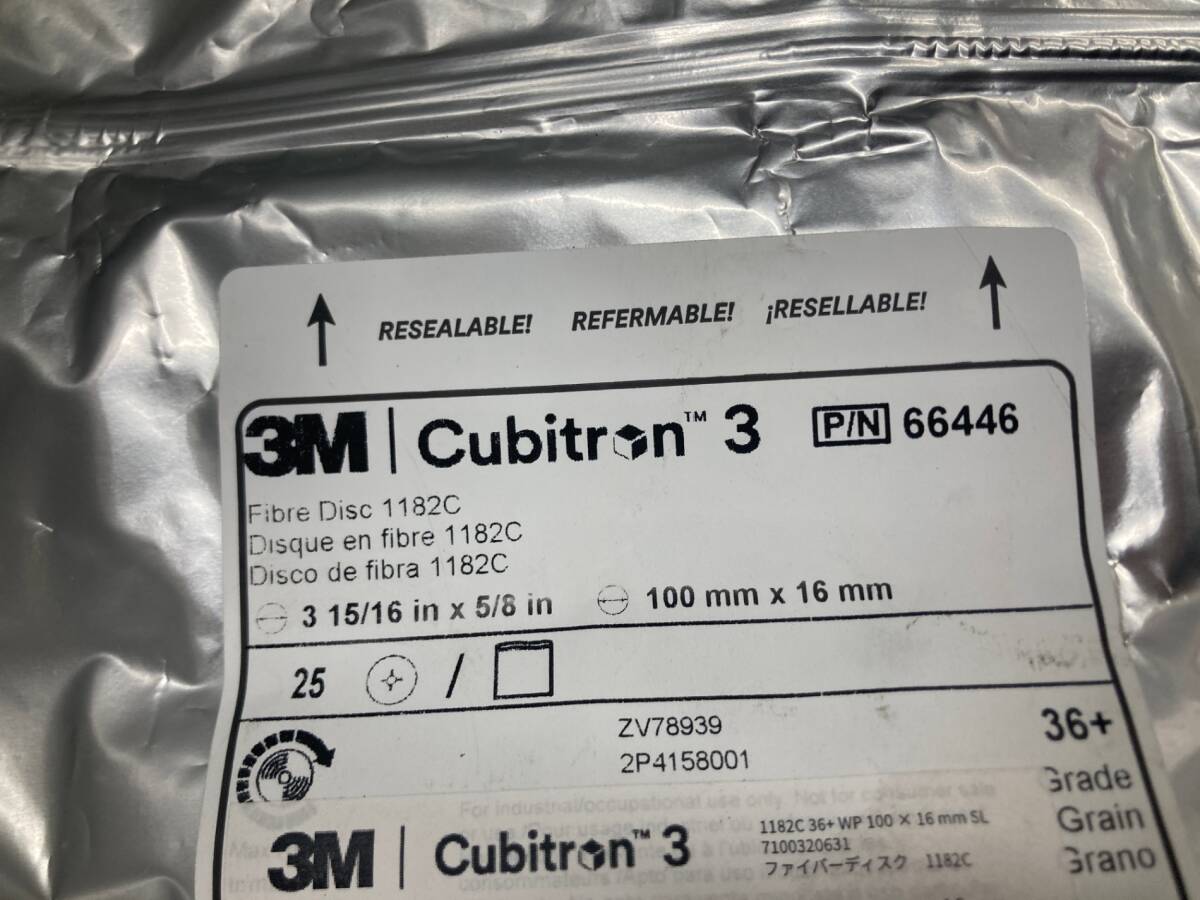 RESEALABLE! REFERMABLE! ¡RESELLABLE!
3M | Cubitron™ 3 P/N 66446
Fibre Disc 1182C
Disque en fibre 1182C
Disco de fibra 1182C
3 15/16 in x 5/8 in 100 mm x 16 mm
25 /
ZV78939
2P4158001
36+
Grade
Grain
Grano
For industrial/occupational use only. Not for consumer sale
3M | Cubitron™ 3
1182C 36+ WP 100 × 16 mm SL
7100320631
ファイバーディスク 1182C